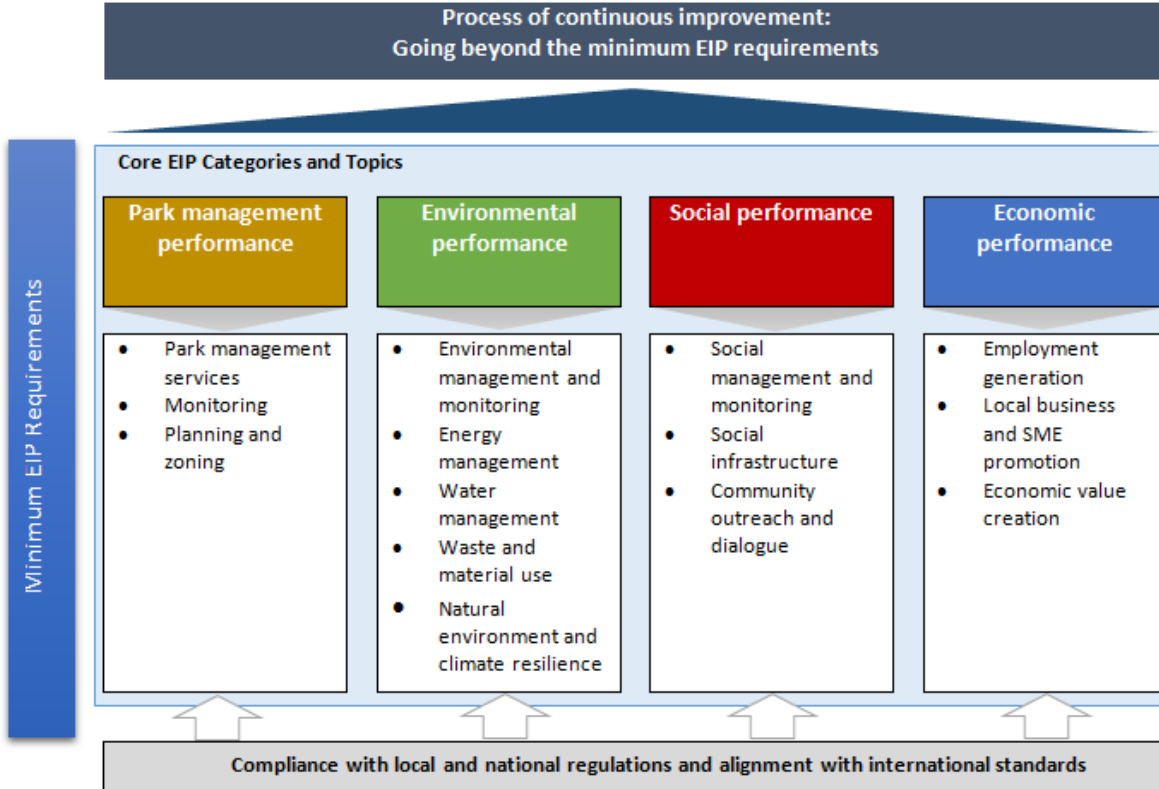 Process of continuous improvement:
Going beyond the minimum EIP requirements
Minimum EIP Requirements
Core EIP Categories and Topics
Park management
performance
• Park management
services
• Monitoring
• Planning and
zoning
Environmental
performance
• Environmental
management and
monitoring
• Energy
management
• Water
management
• Waste and
material use
• Natural
environment and
climate resilience
Social performance
• Social
management and
monitoring
• Social
infrastructure
• Community
outreach and
dialogue
Economic
performance
• Employment
generation
• Local business
and SME
promotion
• Economic value
creation
Compliance with local and national regulations and alignment with international standards